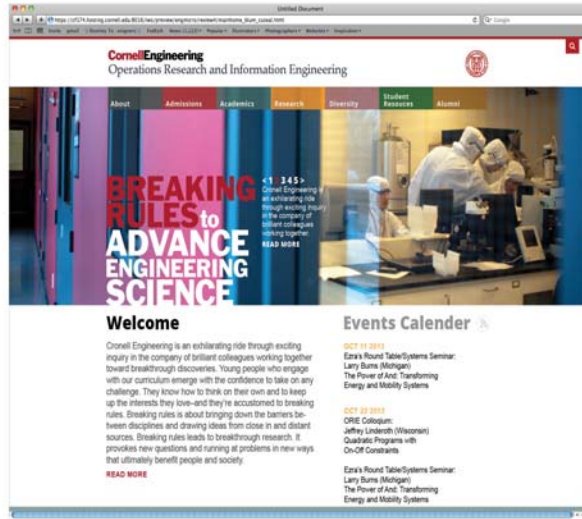 Untitled Document
Google
CornellEngineering
Operations Research and Information Engineering
About
Admissions
Academics
Research
Diversity
Student
Resouces
Alumni
BREAKING
RULES to
ADVANCE
ENGINEERING
SCIENCE
< 1 2 3 4 5 >
Cronell Engineering is
an exhilarating ride
through exciting inquiry
in the company of
brilliant colleagues
working together.
READ MORE
Welcome
Cronell Engineering is an exhilarating ride through exciting
inquiry in the company of brilliant colleagues working together
toward breakthrough discoveries. Young people who engage
with our curriculum emerge with the confidence to take on any
challenge. They know how to think on their own and to keep
up the interests they love–and they're accustomed to breaking
rules. Breaking rules is about bringing down the barriers be-
tween disciplines and drawing ideas from close in and distant
sources. Breaking rules leads to breakthrough research. It
provokes new questions and running at problems in new ways
that ultimately benefit people and society.
READ MORE
Events Calender
OCT 11 2013
Ezra's Round Table/Systems Seminar:
Larry Burns (Michigan)
The Power of And: Transforming
Energy and Mobility Systems
OCT 22 2013
ORIE Colloqium:
Jeffrey Linderoth (Wisconsin)
Quadratic Programs with
On-Off Constraints
Ezra's Round Table/Systems Seminar:
Larry Burns (Michigan)
The Power of And: Transforming
Energy and Mobility Systems